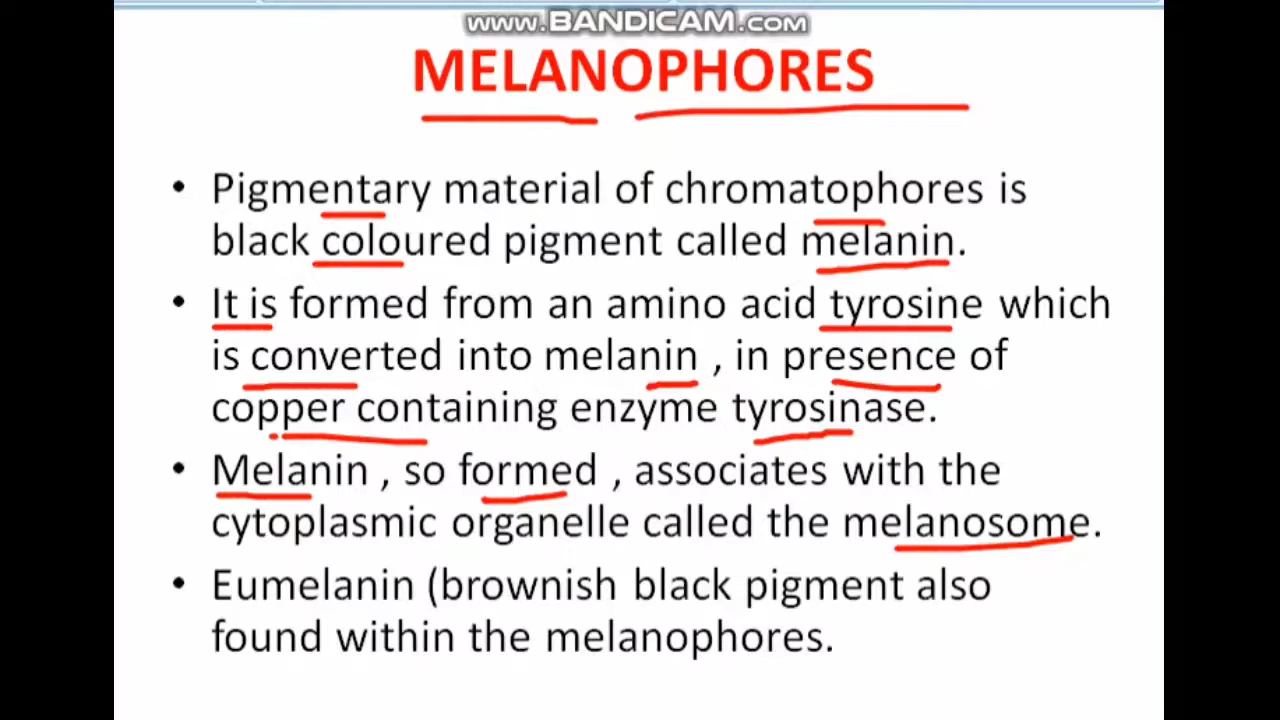 www.BANDICAM.com
MELANOPHORES
• Pigmentary material of chromatophores is
black coloured pigment called melanin.
• It is formed from an amino acid tyrosine which
is converted into melanin , in presence of
copper containing enzyme tyrosinase.
• Melanin , so formed , associates with the
cytoplasmic organelle called the melanosome.
• Eumelanin (brownish black pigment also
found within the melanophores.